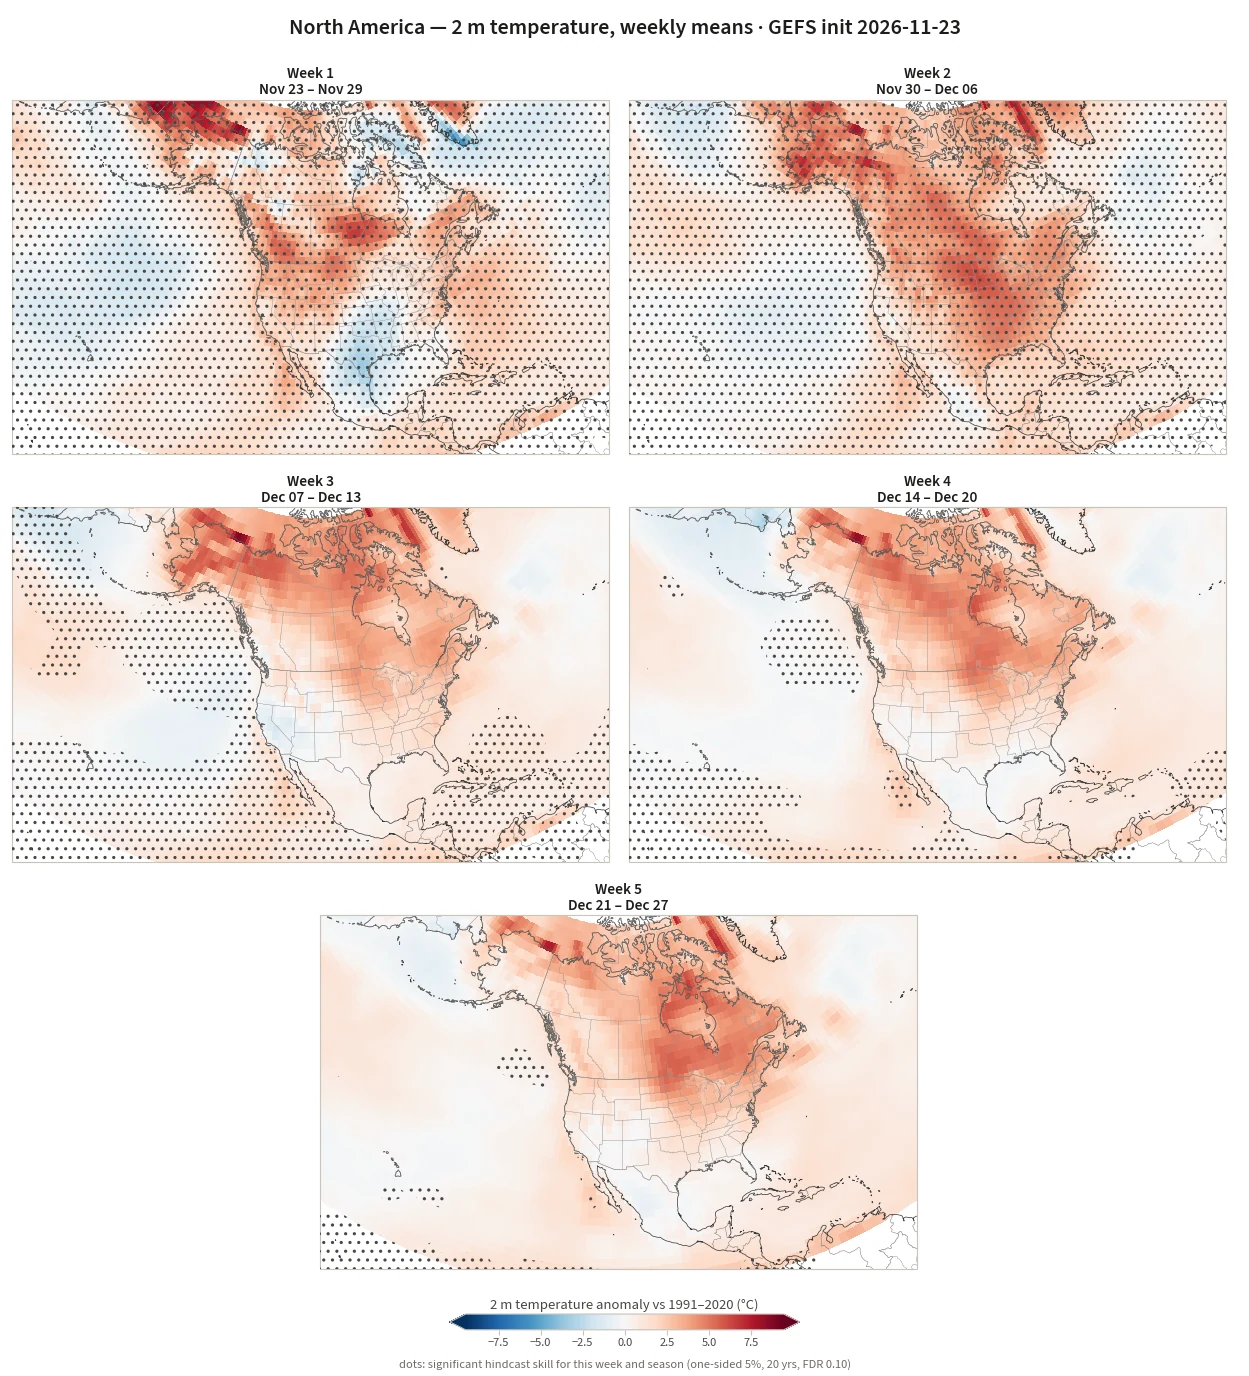 North America — 2 m temperature, weekly means · GEFS init 2026-11-23
Week 1
Nov 23 – Nov 29
Week 2
Nov 30 – Dec 06
Week 3
Dec 07 – Dec 13
Week 4
Dec 14 – Dec 20
Week 5
Dec 21 – Dec 27
2 m temperature anomaly vs 1991–2020 (°C)
−7.5 −5.0 −2.5 0.0 2.5 5.0 7.5
dots: significant hindcast skill for this week and season (one-sided 5%, 20 yrs, FDR 0.10)